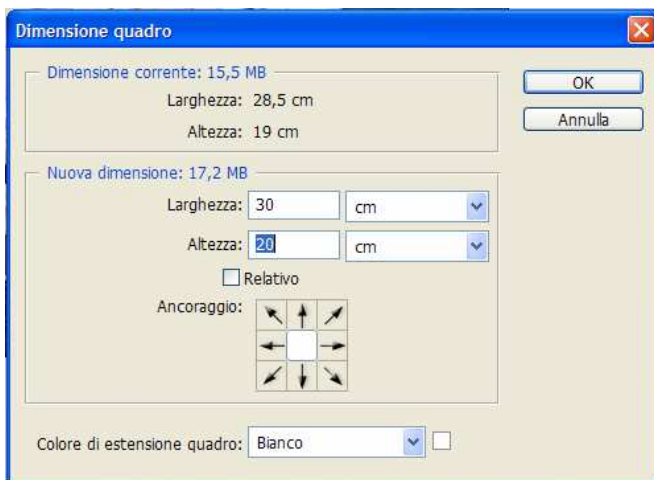 Dimensione quadro
Dimensione corrente: 15,5 MB
Larghezza: 28,5 cm
Altezza: 19 cm
OK
Annulla
Nuova dimensione: 17,2 MB
Larghezza: 30 cm
Altezza: 20 cm
Relativo
Ancoraggio:
Colore di estensione quadro: Bianco